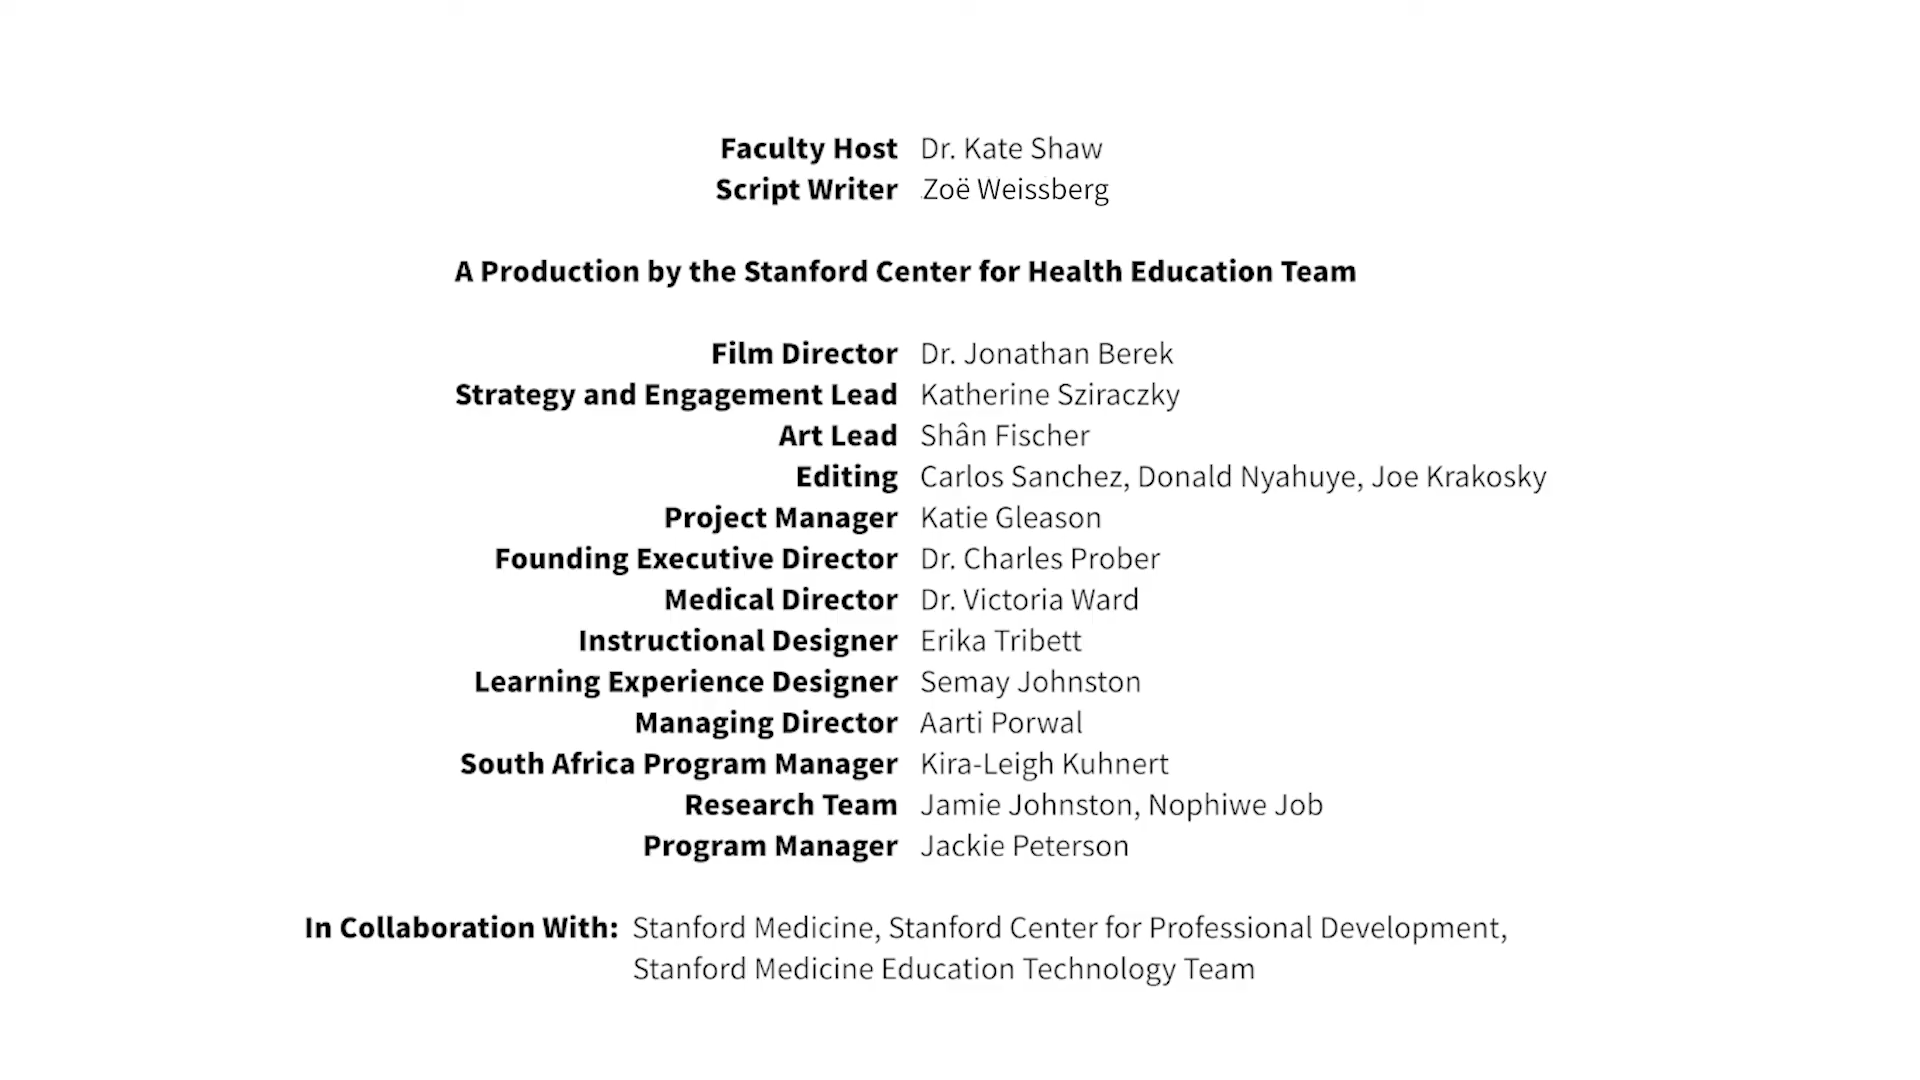 Faculty Host Dr. Kate Shaw
Script Writer Zoë Weissberg
A Production by the Stanford Center for Health Education Team
Film Director Dr. Jonathan Berek
Strategy and Engagement Lead Katherine Sziraczky
Art Lead Shân Fischer
Editing Carlos Sanchez, Donald Nyahuye, Joe Krakosky
Project Manager Katie Gleason
Founding Executive Director Dr. Charles Prober
Medical Director Dr. Victoria Ward
Instructional Designer Erika Tribett
Learning Experience Designer Semay Johnston
Managing Director Aarti Porwal
South Africa Program Manager Kira-Leigh Kuhnert
Research Team Jamie Johnston, Nophiwe Job
Program Manager Jackie Peterson
In Collaboration With: Stanford Medicine, Stanford Center for Professional Development,
Stanford Medicine Education Technology Team